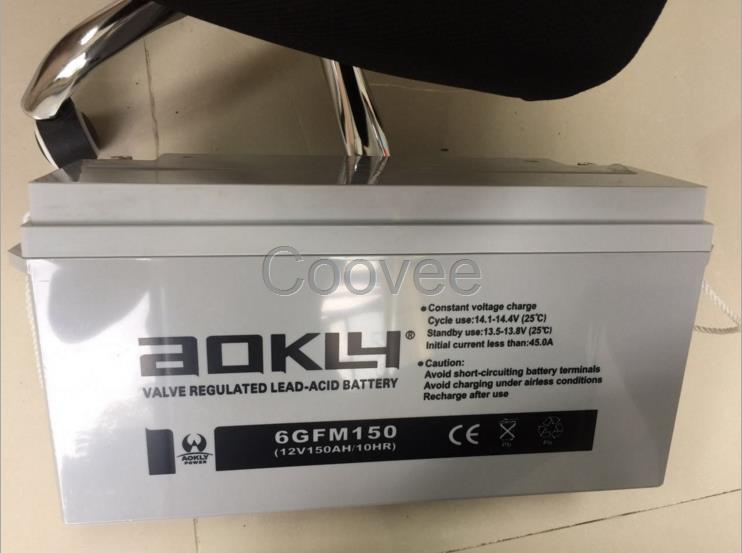 Coovee
AOKLY®
VALVE REGULATED LEAD-ACID BATTERY
●Constant voltage charge
Cycle use:14.1-14.4V (25℃)
Standby use:13.5-13.8V (25℃)
Initial current less than:45.0A
●Caution:
Avoid short-circuiting battery terminals
Avoid charging under airless conditions
Recharge after use
AOKLY
POWER
6GFM150
(12V150AH/10HR)
CE
Pb
Pb